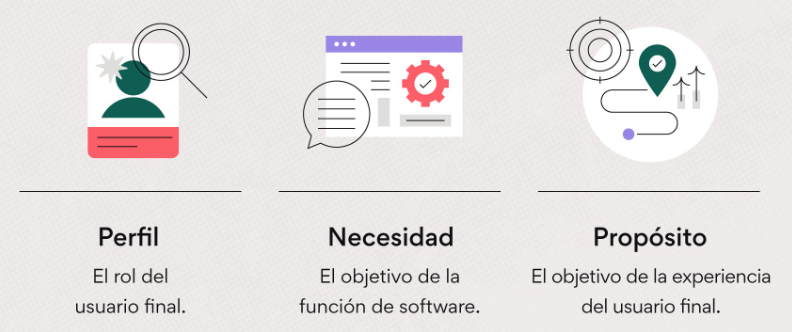 Perfil
El rol del
usuario final.
Necesidad
El objetivo de la
función de software.
Propósito
El objetivo de la experiencia
del usuario final.